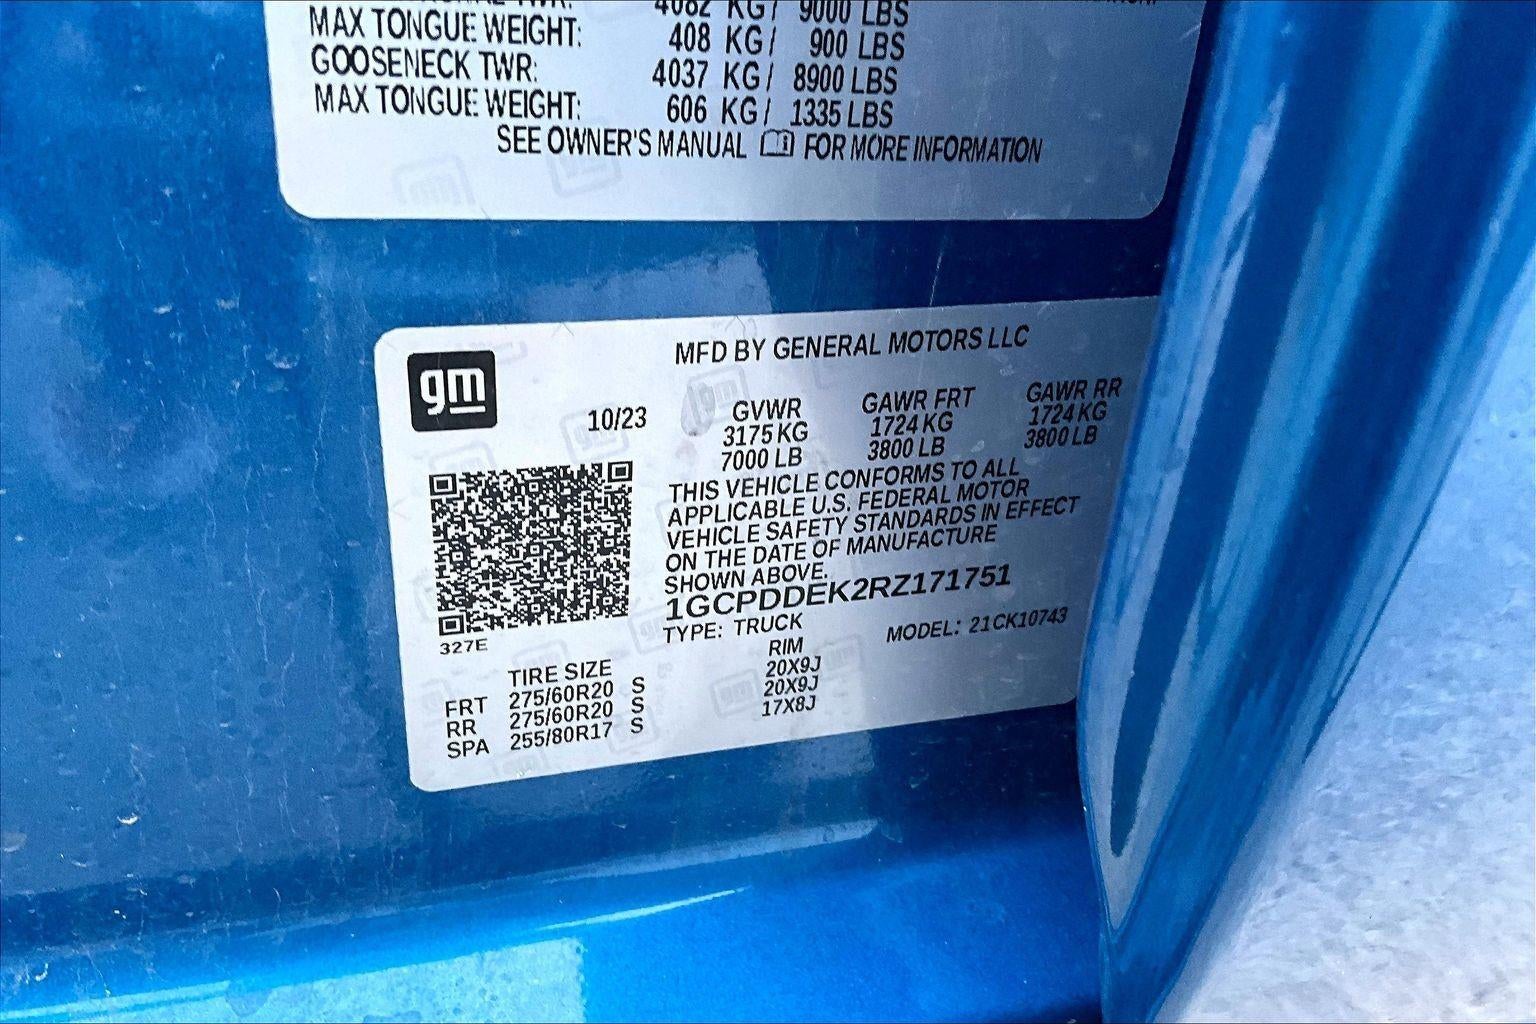 4082 KG/ 9000 LBS
MAX TONGUE WEIGHT: 408 KG/ 900 LBS
GOOSENECK TWR: 4037 KG/ 8900 LBS
MAX TONGUE WEIGHT: 606 KG/ 1335 LBS
SEE OWNER'S MANUAL FOR MORE INFORMATION
gm
MFD BY GENERAL MOTORS LLC
10/23 GVWR GAWR FRT GAWR RR
3175 KG 1724 KG 1724 KG
7000 LB 3800 LB 3800 LB
THIS VEHICLE CONFORMS TO ALL
APPLICABLE U.S. FEDERAL MOTOR
VEHICLE SAFETY STANDARDS IN EFFECT
ON THE DATE OF MANUFACTURE
SHOWN ABOVE.
1GCPDDEK2RZ171751
TYPE: TRUCK MODEL: 21CK10743
327E
TIRE SIZE RIM
FRT 275/60R20 S 20X9J
RR 275/60R20 S 20X9J
SPA 255/80R17 S 17X8J